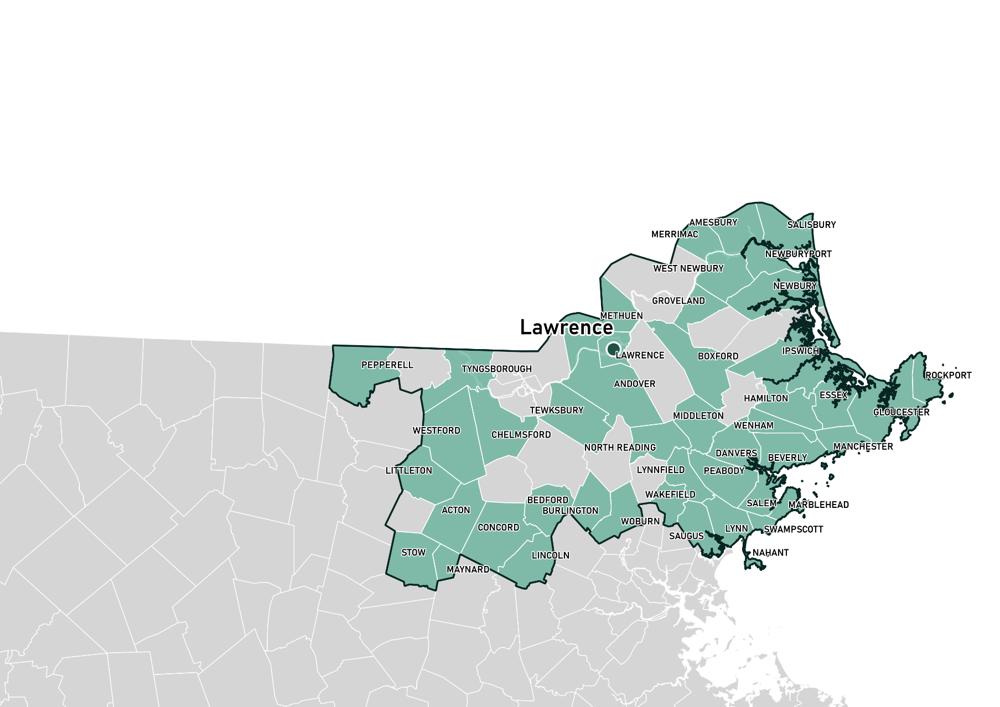 AMESBURY
SALISBURY
MERRIMAC
NEWBURYPORT
WEST NEWBURY
NEWBURY
GROVELAND
METHUEN
Lawrence
LAWRENCE
IPSWICH
BOXFORD
PEPPERELL
TYNGSBOROUGH
ROCKPORT
ANDOVER
ESSEX
HAMILTON
TEWKSBURY
GLOUCESTER
MIDDLETON
WENHAM
WESTFORD
CHELMSFORD
NORTH READING
MANCHESTER
DANVERS
BEVERLY
LITTLETON
LYNNFIELD
PEABODY
WAKEFIELD
BEDFORD
SALEM
MARBLEHEAD
ACTON
BURLINGTON
WOBURN
CONCORD
LYNN
SWAMPSCOTT
SAUGUS
STOW
LINCOLN
NAHANT
MAYNARD